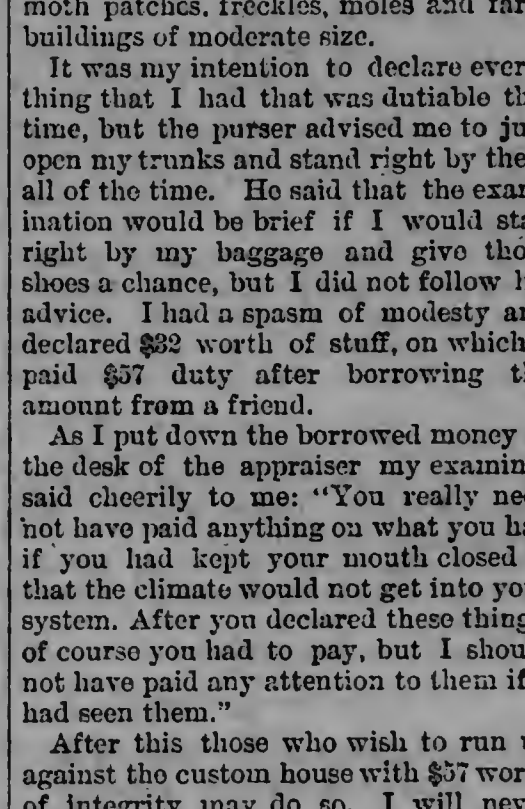 moth patches, freckles, moles and far
buildings of moderate size.
It was my intention to declare ever
thing that I had that was dutiable th
time, but the purser advised me to ju
open my trunks and stand right by the
all of the time. He said that the exam
ination would be brief if I would sta
right by my baggage and give tho
shoes a chance, but I did not follow h
advice. I had a spasm of modesty an
declared $32 worth of stuff, on which
paid $57 duty after borrowing th
amount from a friend.
As I put down the borrowed money
the desk of the appraiser my examin
said cheerily to me: "You really nee
not have paid anything on what you ha
if you had kept your mouth closed
that the climate would not get into yo
system. After you declared these thing
of course you had to pay, but I shou
not have paid any attention to them if
had seen them."
After this those who wish to run u
against the custom house with $57 wor
of integrity may do so. I will nev